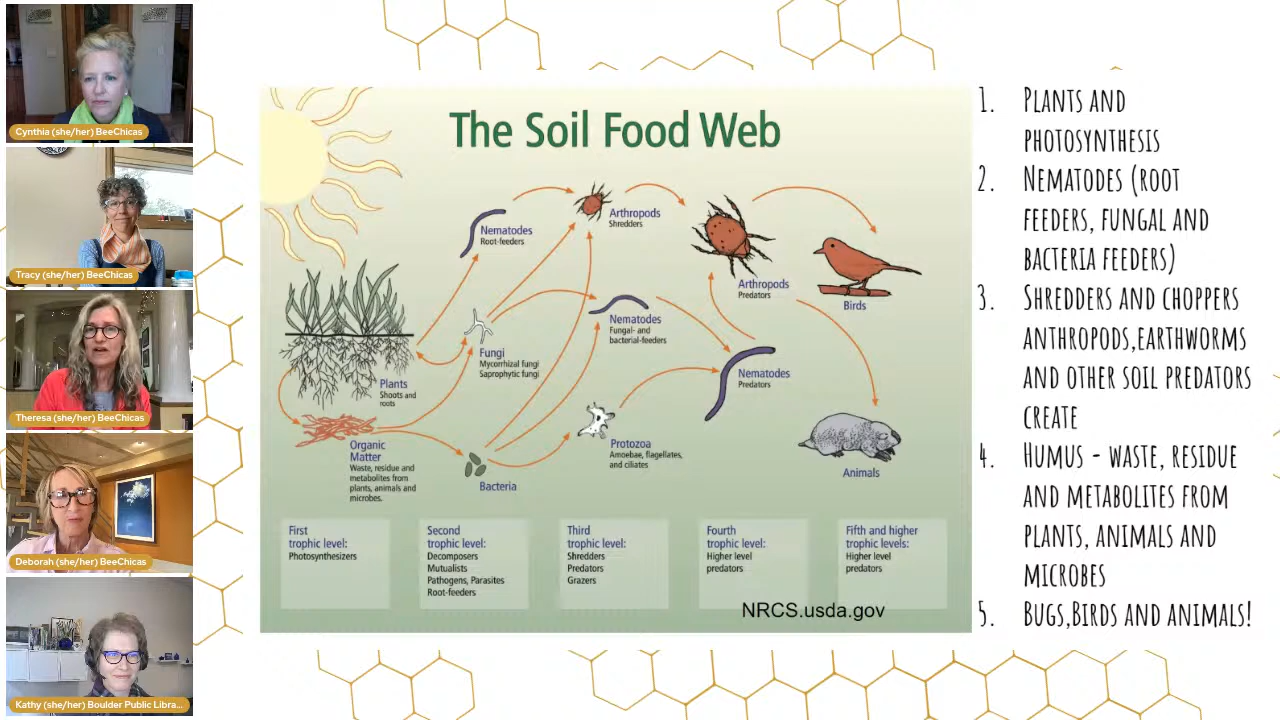 Cynthia (she/her) BeeChicas
Tracy (she/her) BeeChicas
Theresa (she/her) BeeChicas
Deborah (she/her) BeeChicas
Kathy (she/her) Boulder Public Libra...
The Soil Food Web
Nematodes
Root-feeders
Arthropods
Shredders
Arthropods
Predators
Birds
Nematodes
Fungal- and
bacterial-feeders
Fungi
Mycorrhizal fungi
Saprophytic fungi
Nematodes
Predators
Plants
Shoots and
roots
Organic
Matter
Waste, residue and
metabolites from
plants, animals and
microbes.
Bacteria
Protozoa
Amoebae, flagellates,
and ciliates
Animals
First
trophic level:
Photosynthesizers
Second
trophic level:
Decomposers
Mutualists
Pathogens, Parasites
Root-feeders
Third
trophic level:
Shredders
Predators
Grazers
Fourth
trophic level:
Higher level
predators
Fifth and higher
trophic levels:
Higher level
predators
NRCS.usda.gov
1. Plants and
photosynthesis
2. Nematodes (root
feeders, fungal and
bacteria feeders)
3. Shredders and choppers
anthropods,earthworms
and other soil predators
create
4. Humus - waste, residue
and metabolites from
plants, animals and
microbes
5. Bugs,Birds and animals!